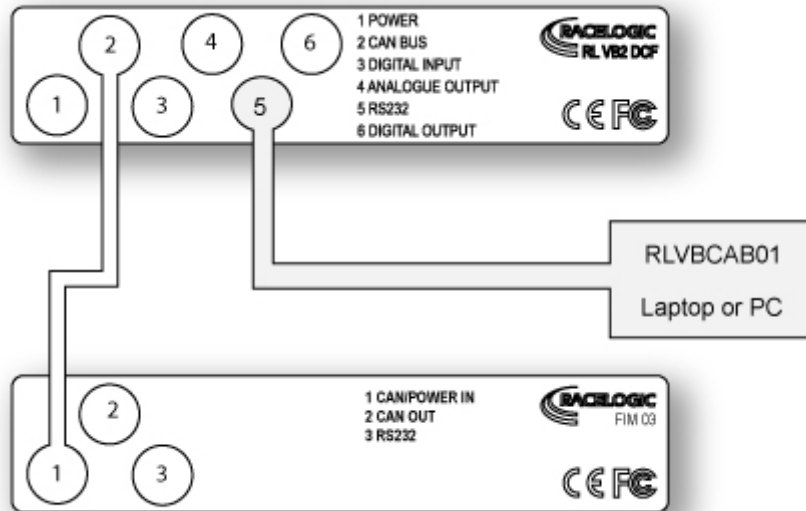 1 POWER
2 CAN BUS
3 DIGITAL INPUT
4 ANALOGUE OUTPUT
5 RS232
6 DIGITAL OUTPUT
RACELOGIC
RL VB2 DCF
CE FC
2
4
6
1
3
5
RLVBCAB01
Laptop or PC
1 CAN/POWER IN
2 CAN OUT
3 RS232
RACELOGIC
FIM 03
CE FC
2
1
3